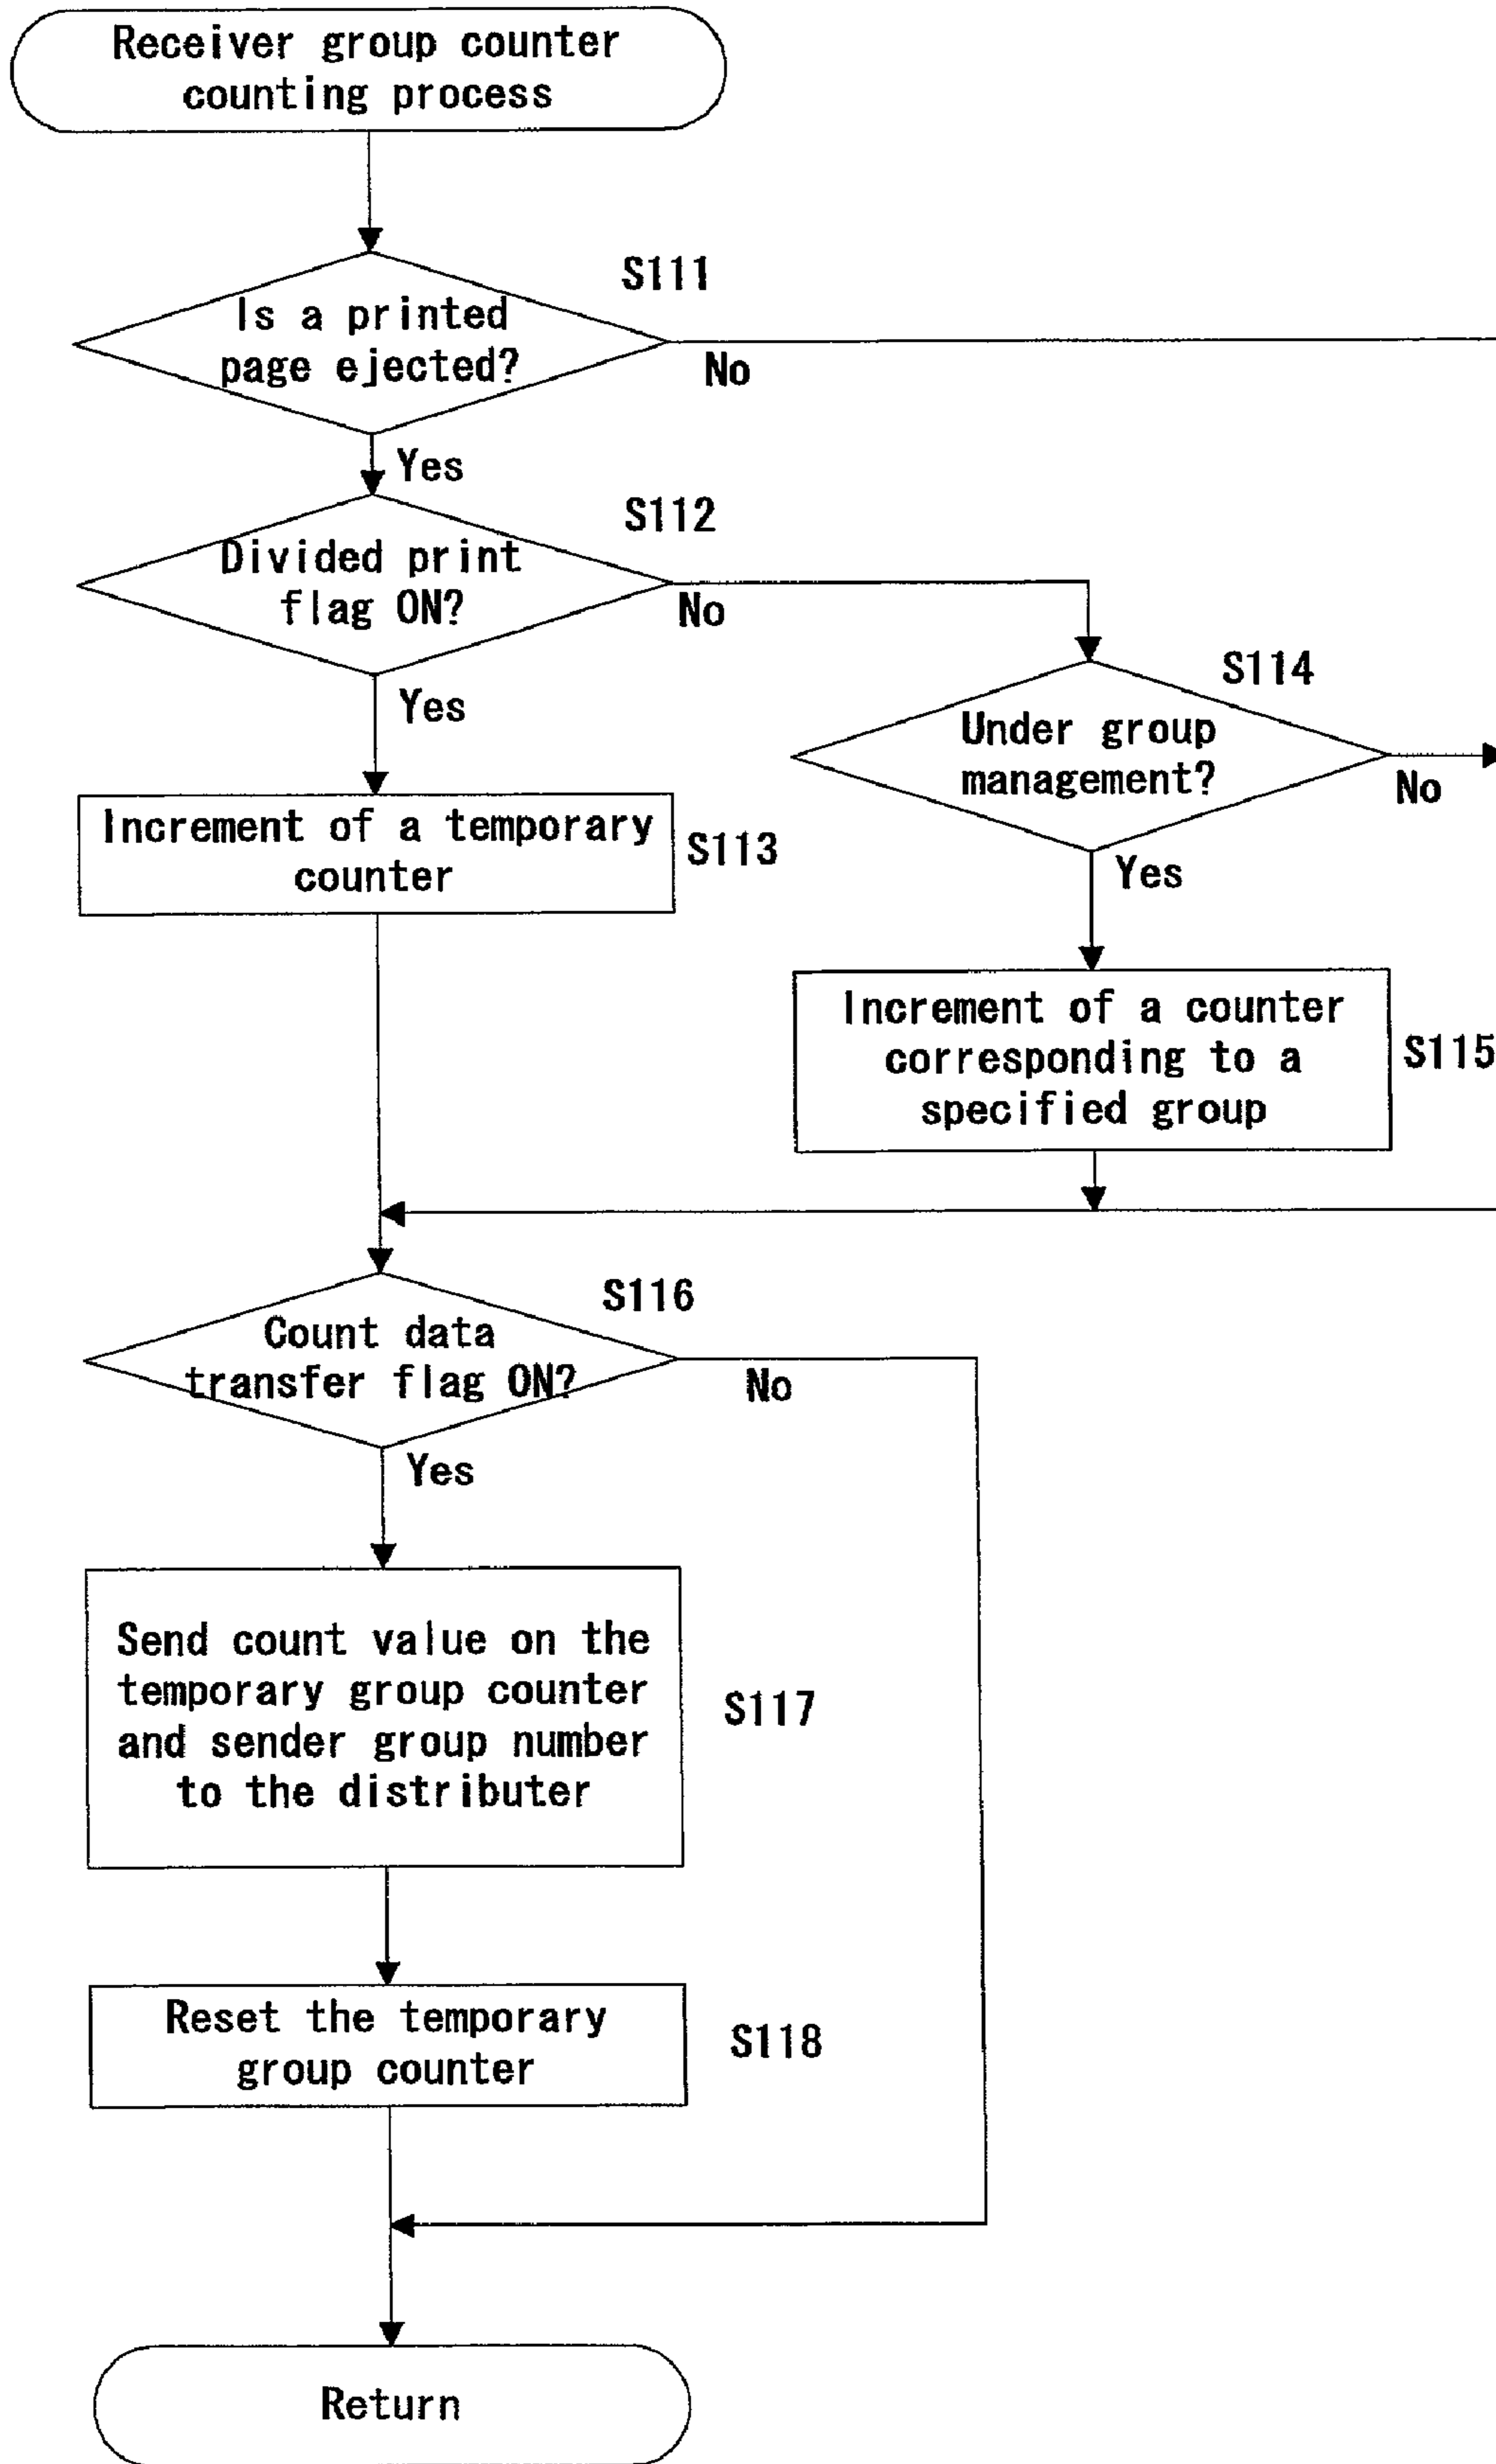 Receiver group counter
counting process
S111
Is a printed
page ejected?
No
Yes
S112
Divided print
flag ON?
No
Yes
S114
Under group
management?
No
Yes
Increment of a temporary
counter
S113
Increment of a counter
corresponding to a
specified group
S115
S116
Count data
transfer flag ON?
No
Yes
Send count value on the
temporary group counter
and sender group number
to the distributer
S117
Reset the temporary
group counter
S118
Return